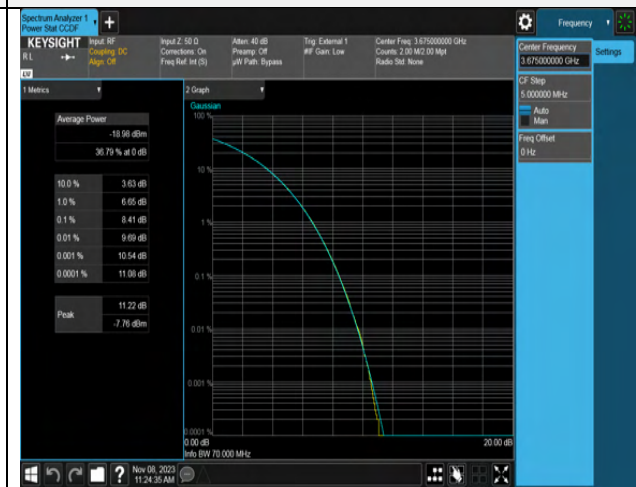 Spectrum Analyzer 1
Power Stat CCDF
Frequency
KEYSIGHT
R L
Input: RF
Coupling: DC
Align: Off
Input Z: 50 Ω
Corrections: On
Freq Ref: Int (S)
Atten: 40 dB
Preamp: Off
µW Path: Bypass
Trig: External 1
#IF Gain: Low
Center Freq: 3.675000000 GHz
Counts: 2.00 M/2.00 Mpt
Radio Std: None
Center Frequency
3.675000000 GHz
Settings
CF Step
5.000000 MHz
Auto
Man
Freq Offset
0 Hz
1 Metrics
Average Power
-18.98 dBm
36.79 % at 0 dB
10.0 % 3.63 dB
1.0 % 6.65 dB
0.1 % 8.41 dB
0.01 % 9.69 dB
0.001 % 10.54 dB
0.0001 % 11.08 dB
Peak
11.22 dB
-7.76 dBm
2 Graph
Gaussian
100 %
10 %
1 %
0.1 %
0.01 %
0.001 %
0.0001 %
0.00 dB
20.00 dB
Info BW 70.000 MHz
?
Nov 08, 2023
11:24:35 AM